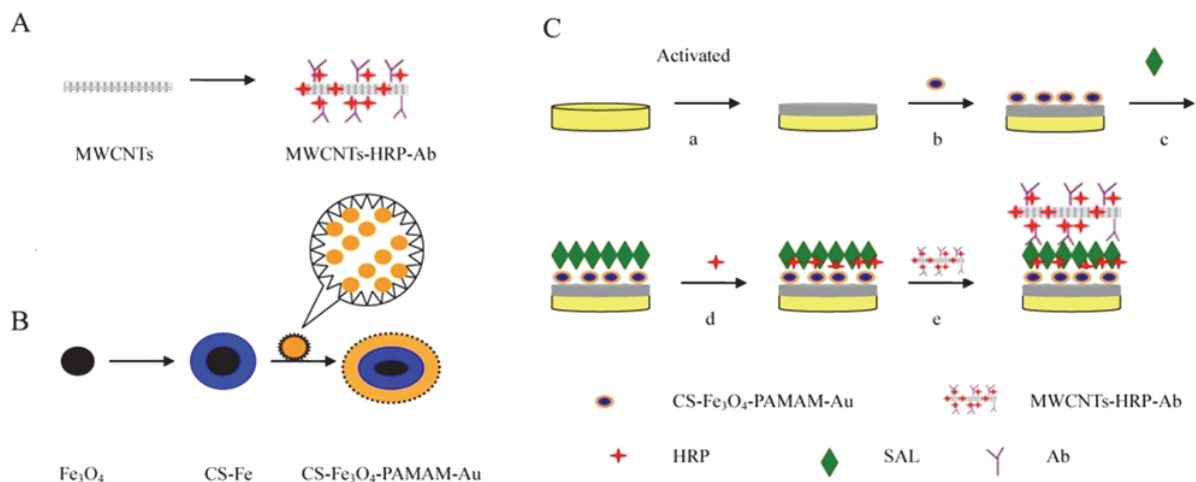 A
MWCNTs
MWCNTs-HRP-Ab
B
Fe₃O₄
CS-Fe
CS-Fe₃O₄-PAMAM-Au
C
Activated
a
b
c
d
e
CS-Fe₃O₄-PAMAM-Au
MWCNTs-HRP-Ab
HRP
SAL
Ab